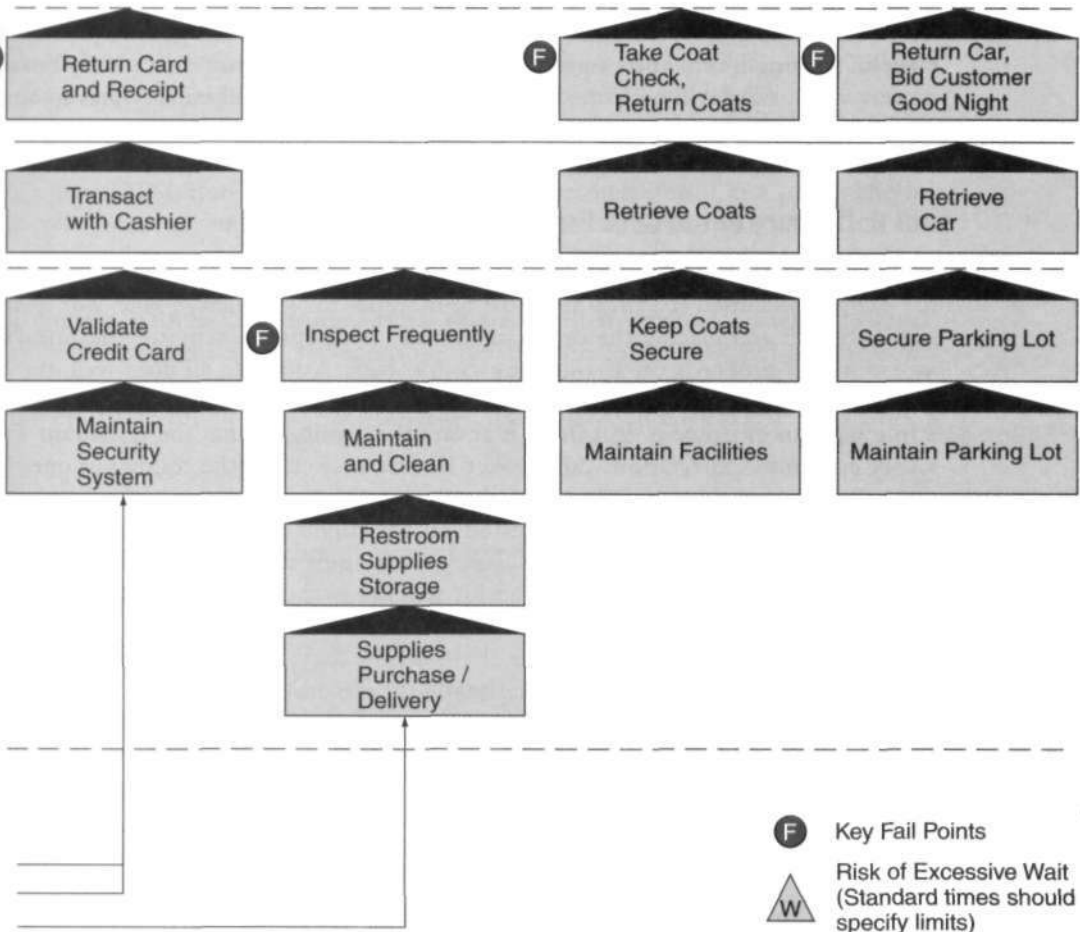 Return Card
and Receipt
F
Take Coat
Check,
Return Coats
F
Return Car,
Bid Customer
Good Night
Transact
with Cashier
Retrieve Coats
Retrieve
Car
Validate
Credit Card
F
Inspect Frequently
Keep Coats
Secure
Secure Parking Lot
Maintain
Security
System
Maintain
and Clean
Maintain Facilities
Maintain Parking Lot
Restroom
Supplies
Storage
Supplies
Purchase /
Delivery
F
Key Fail Points
W
Risk of Excessive Wait
(Standard times should
specify limits)